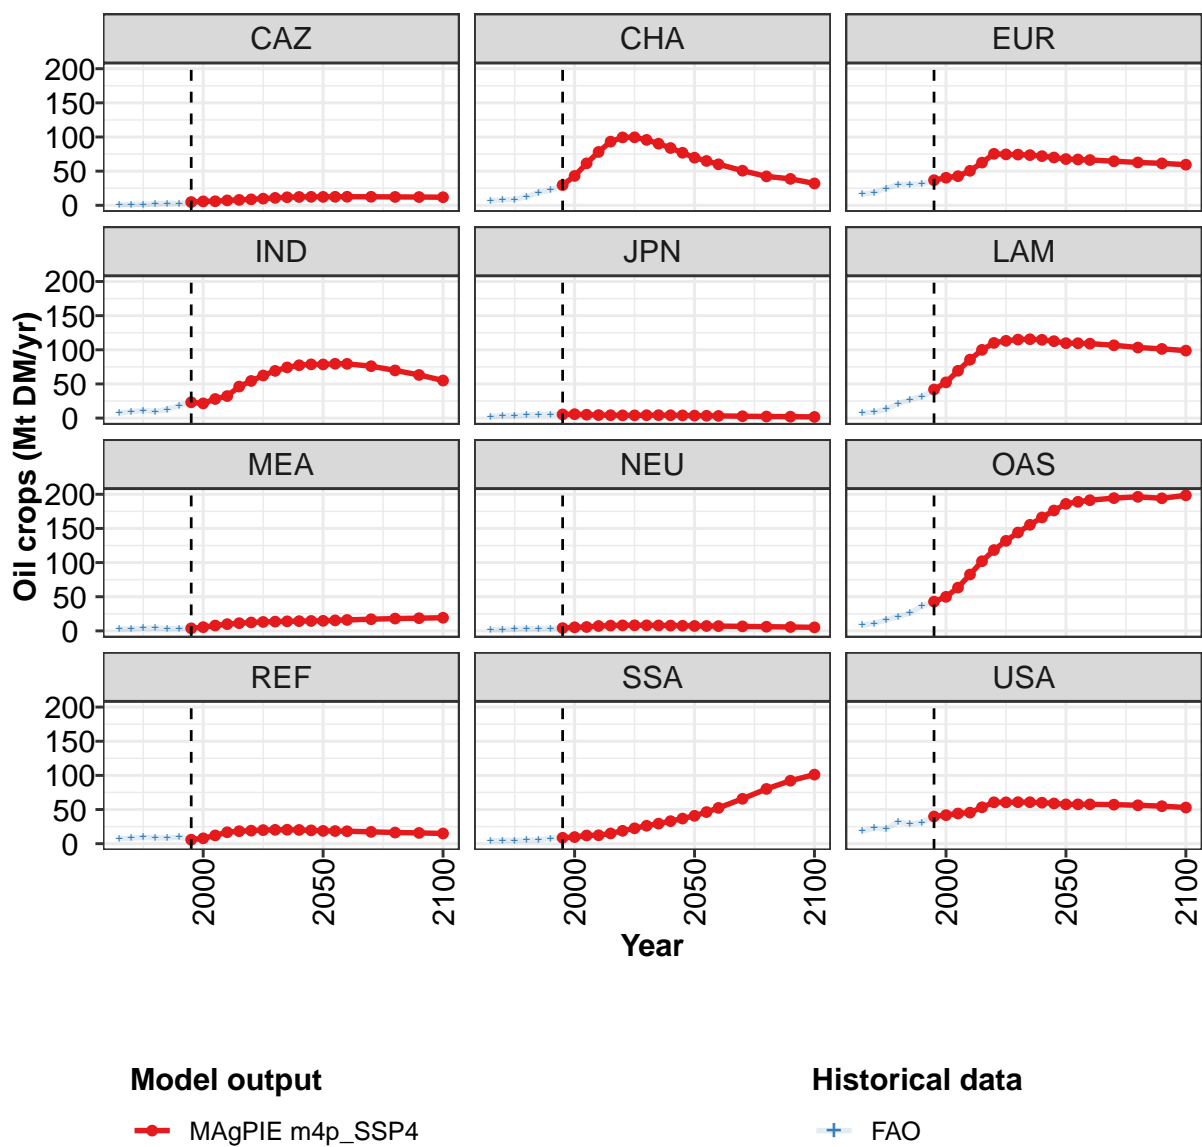 CAZ CHA EUR
200
150
100
50
0
IND JPN LAM
200
150
100
50
0
MEA NEU OAS
200
150
100
50
0
REF SSA USA
200
150
100
50
0
Oil crops (Mt DM/yr)
2000 2050 2100 2000 2050 2100 2000 2050 2100
Year
Model output Historical data
MAgPIE m4p_SSP4 FAO